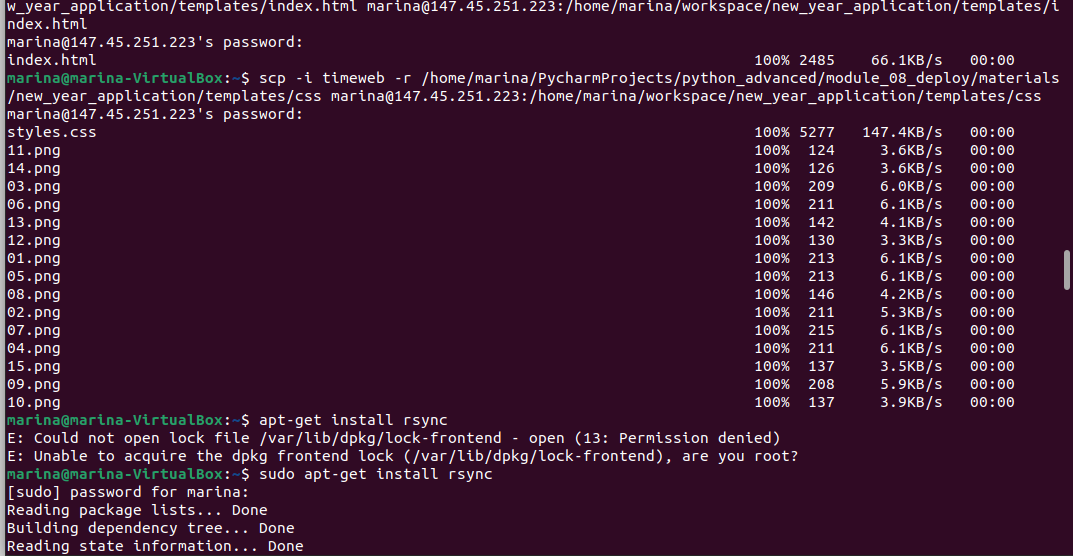 w_year_application/templates/index.html marina@147.45.251.223:/home/marina/workspace/new_year_application/templates/i
ndex.html
marina@147.45.251.223's password:
index.html 100% 2485 66.1KB/s 00:00
marina@marina-VirtualBox:~$ scp -i timeweb -r /home/marina/PycharmProjects/python_advanced/module_08_deploy/materials
/new_year_application/templates/css marina@147.45.251.223:/home/marina/workspace/new_year_application/templates/css
marina@147.45.251.223's password:
styles.css 100% 5277 147.4KB/s 00:00
11.png 100% 124 3.6KB/s 00:00
14.png 100% 126 3.6KB/s 00:00
03.png 100% 209 6.0KB/s 00:00
06.png 100% 211 6.1KB/s 00:00
13.png 100% 142 4.1KB/s 00:00
12.png 100% 130 3.3KB/s 00:00
01.png 100% 213 6.1KB/s 00:00
05.png 100% 213 6.1KB/s 00:00
08.png 100% 146 4.2KB/s 00:00
02.png 100% 211 5.3KB/s 00:00
07.png 100% 215 6.1KB/s 00:00
04.png 100% 211 6.1KB/s 00:00
15.png 100% 137 3.5KB/s 00:00
09.png 100% 208 5.9KB/s 00:00
10.png 100% 137 3.9KB/s 00:00
marina@marina-VirtualBox:~$ apt-get install rsync
E: Could not open lock file /var/lib/dpkg/lock-frontend - open (13: Permission denied)
E: Unable to acquire the dpkg frontend lock (/var/lib/dpkg/lock-frontend), are you root?
marina@marina-VirtualBox:~$ sudo apt-get install rsync
[sudo] password for marina:
Reading package lists... Done
Building dependency tree... Done
Reading state information... Done